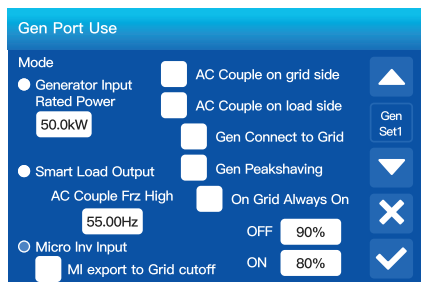 Gen Port Use
Mode
Generator Input
Rated Power
50.0kW
AC Couple on grid side
AC Couple on load side
Gen Connect to Grid
Smart Load Output
Gen Peakshaving
AC Couple Frz High
55.00Hz
On Grid Always On
OFF 90%
Micro Inv Input
MI export to Grid cutoff
ON 80%
Gen
Set1